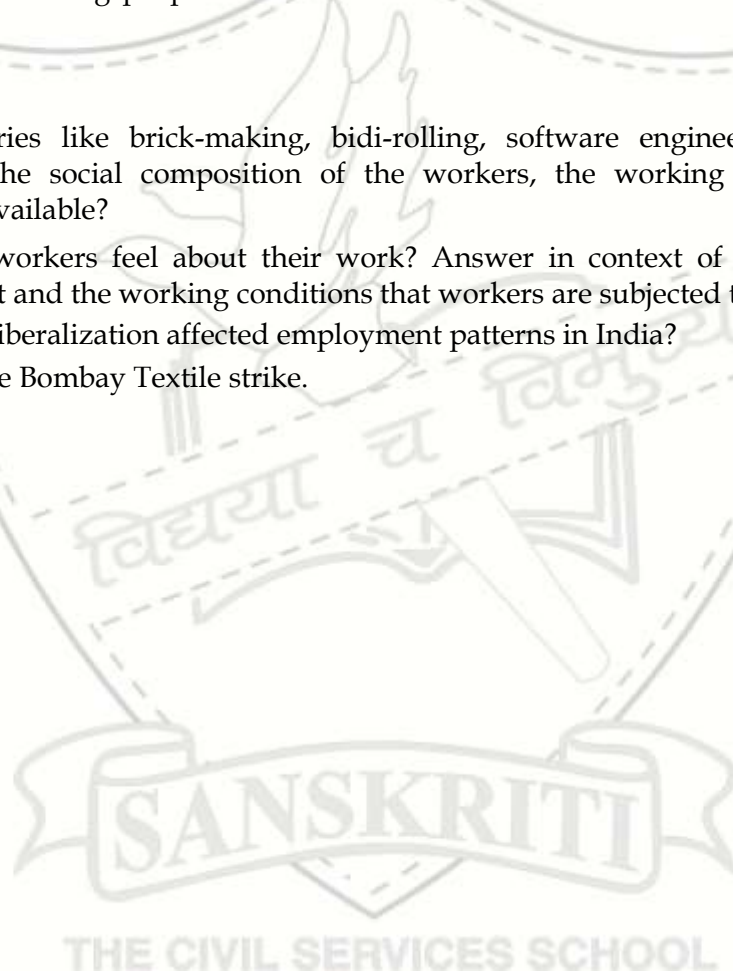 ries like brick-making, bidi-rolling, software enginee
he social composition of the workers, the working
vailable?
workers feel about their work? Answer in context of
t and the working conditions that workers are subjected t
iberalization affected employment patterns in India?
e Bombay Textile strike.
विद्यया च विमुच्य
SANSKRITI
THE CIVIL SERVICES SCHOOL